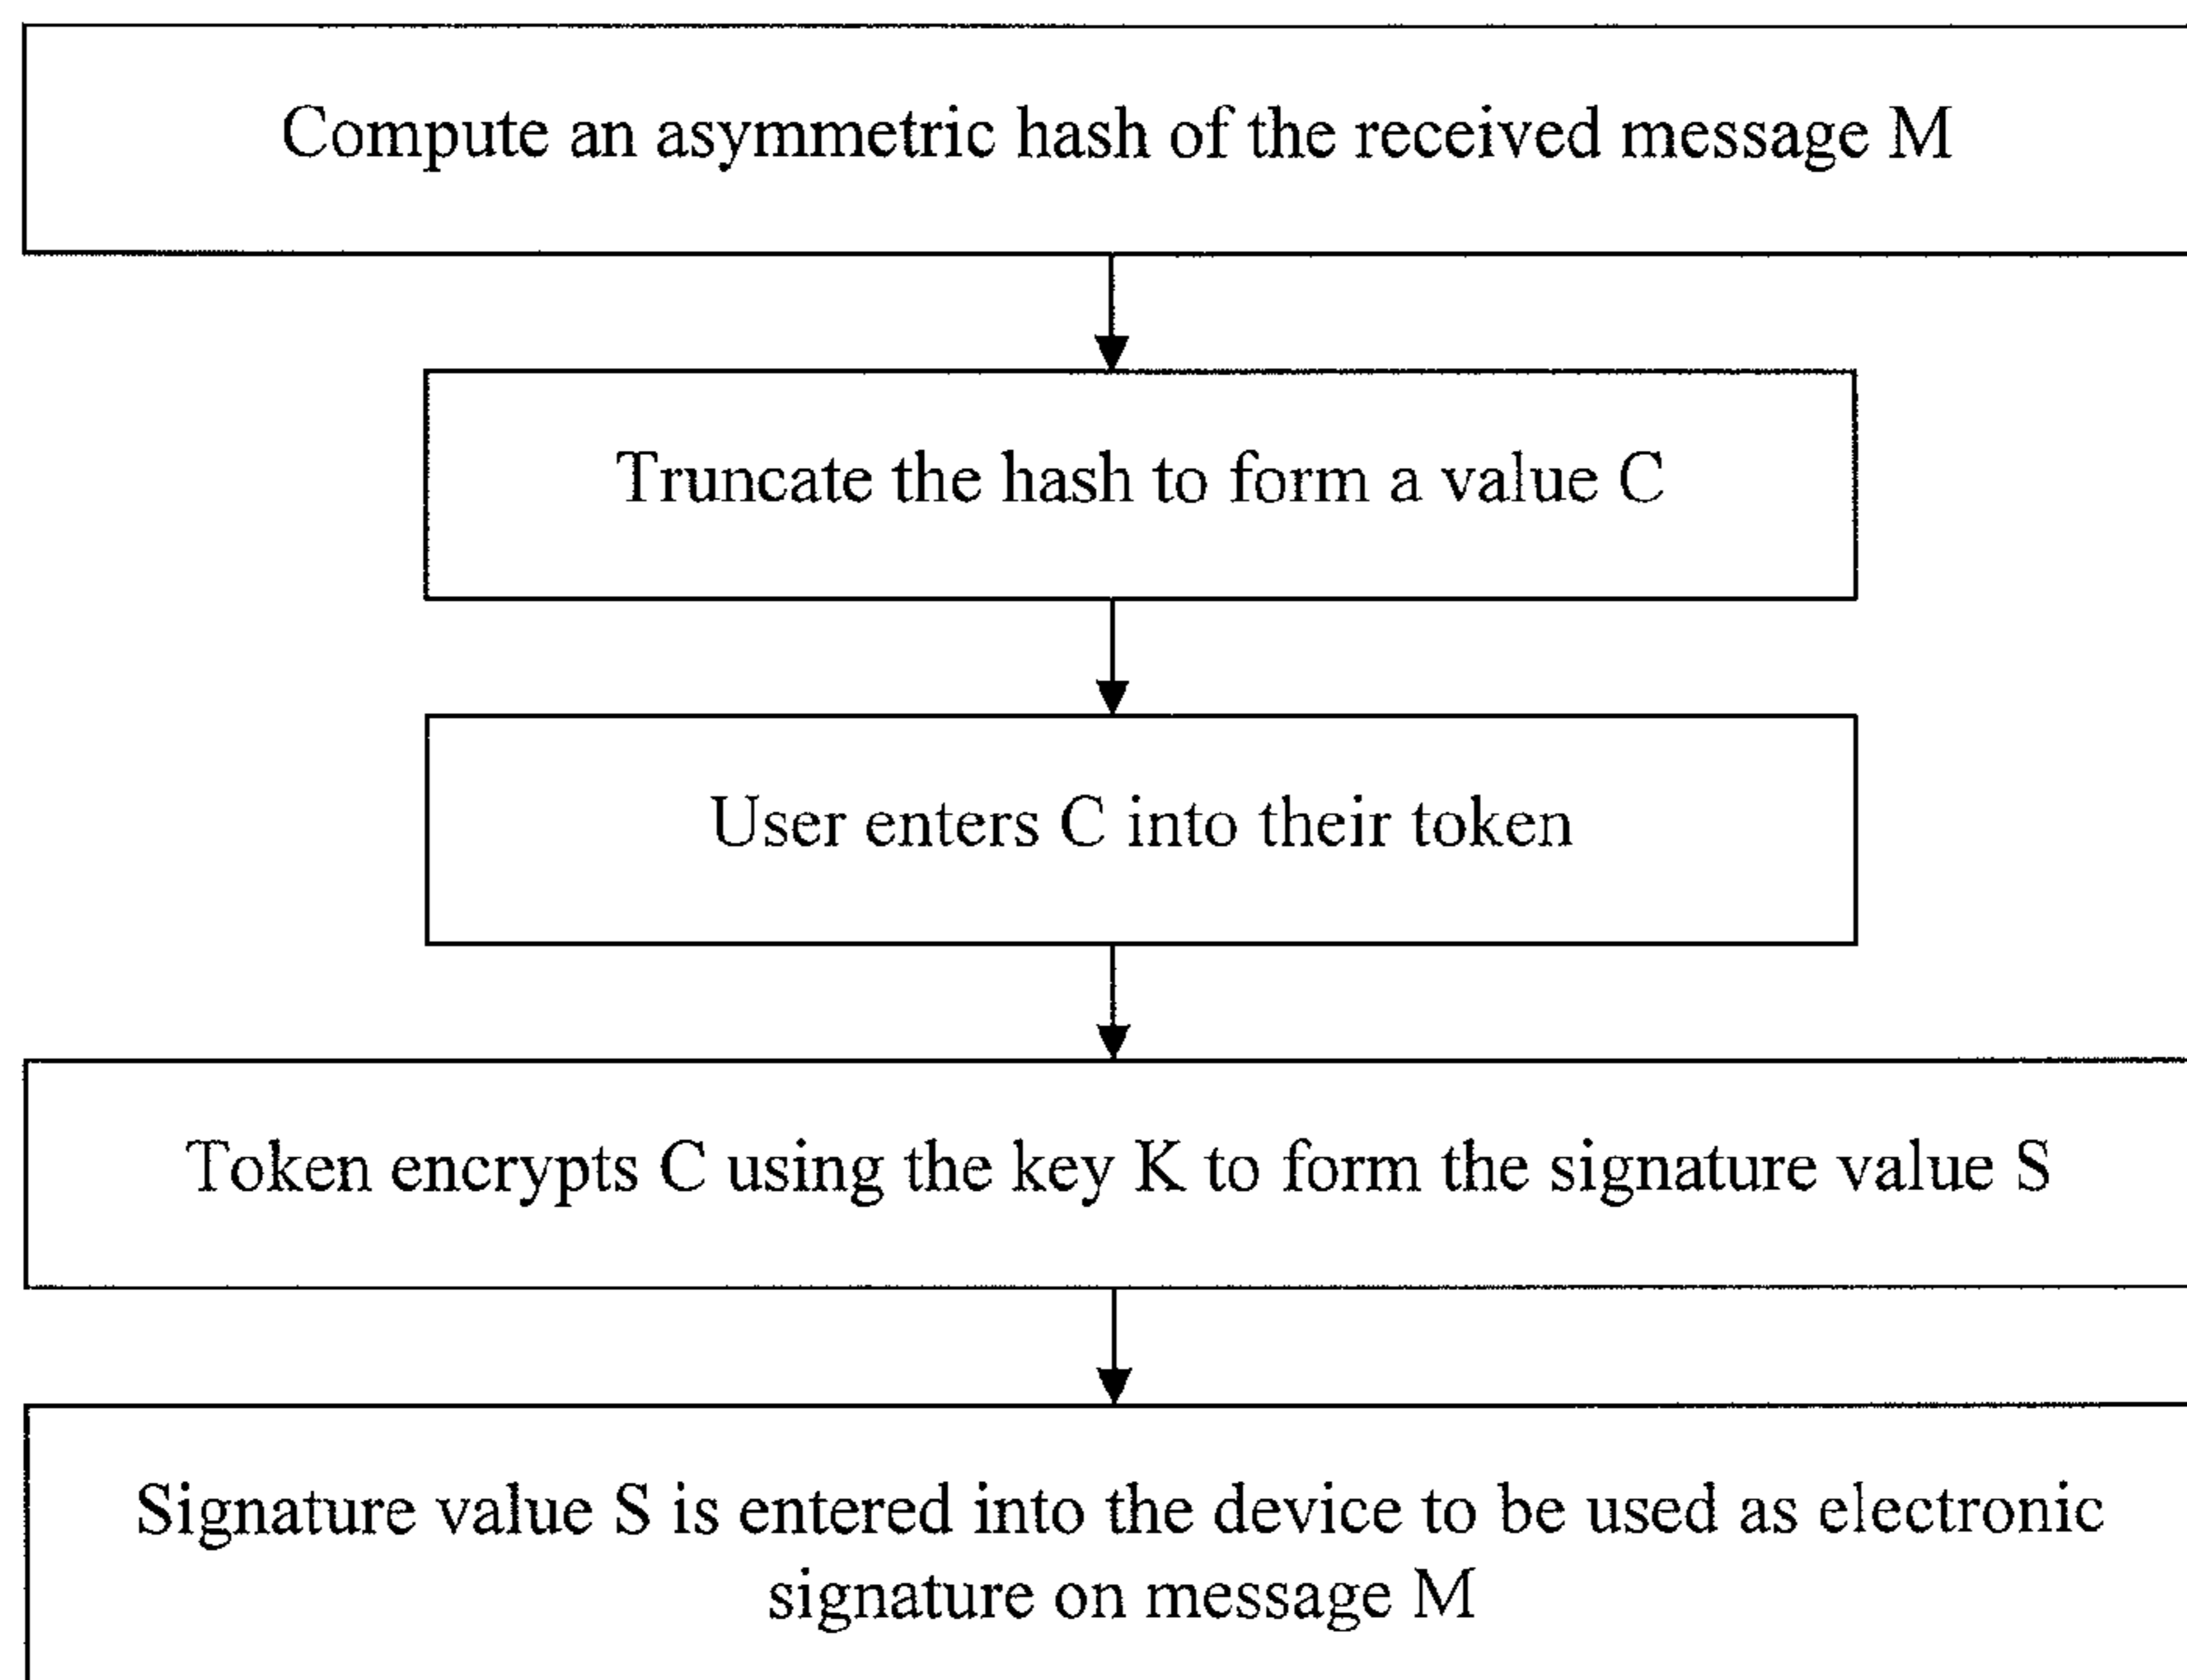 Compute an asymmetric hash of the received message M
Truncate the hash to form a value C
User enters C into their token
Token encrypts C using the key K to form the signature value S
Signature value S is entered into the device to be used as electronic
signature on message M